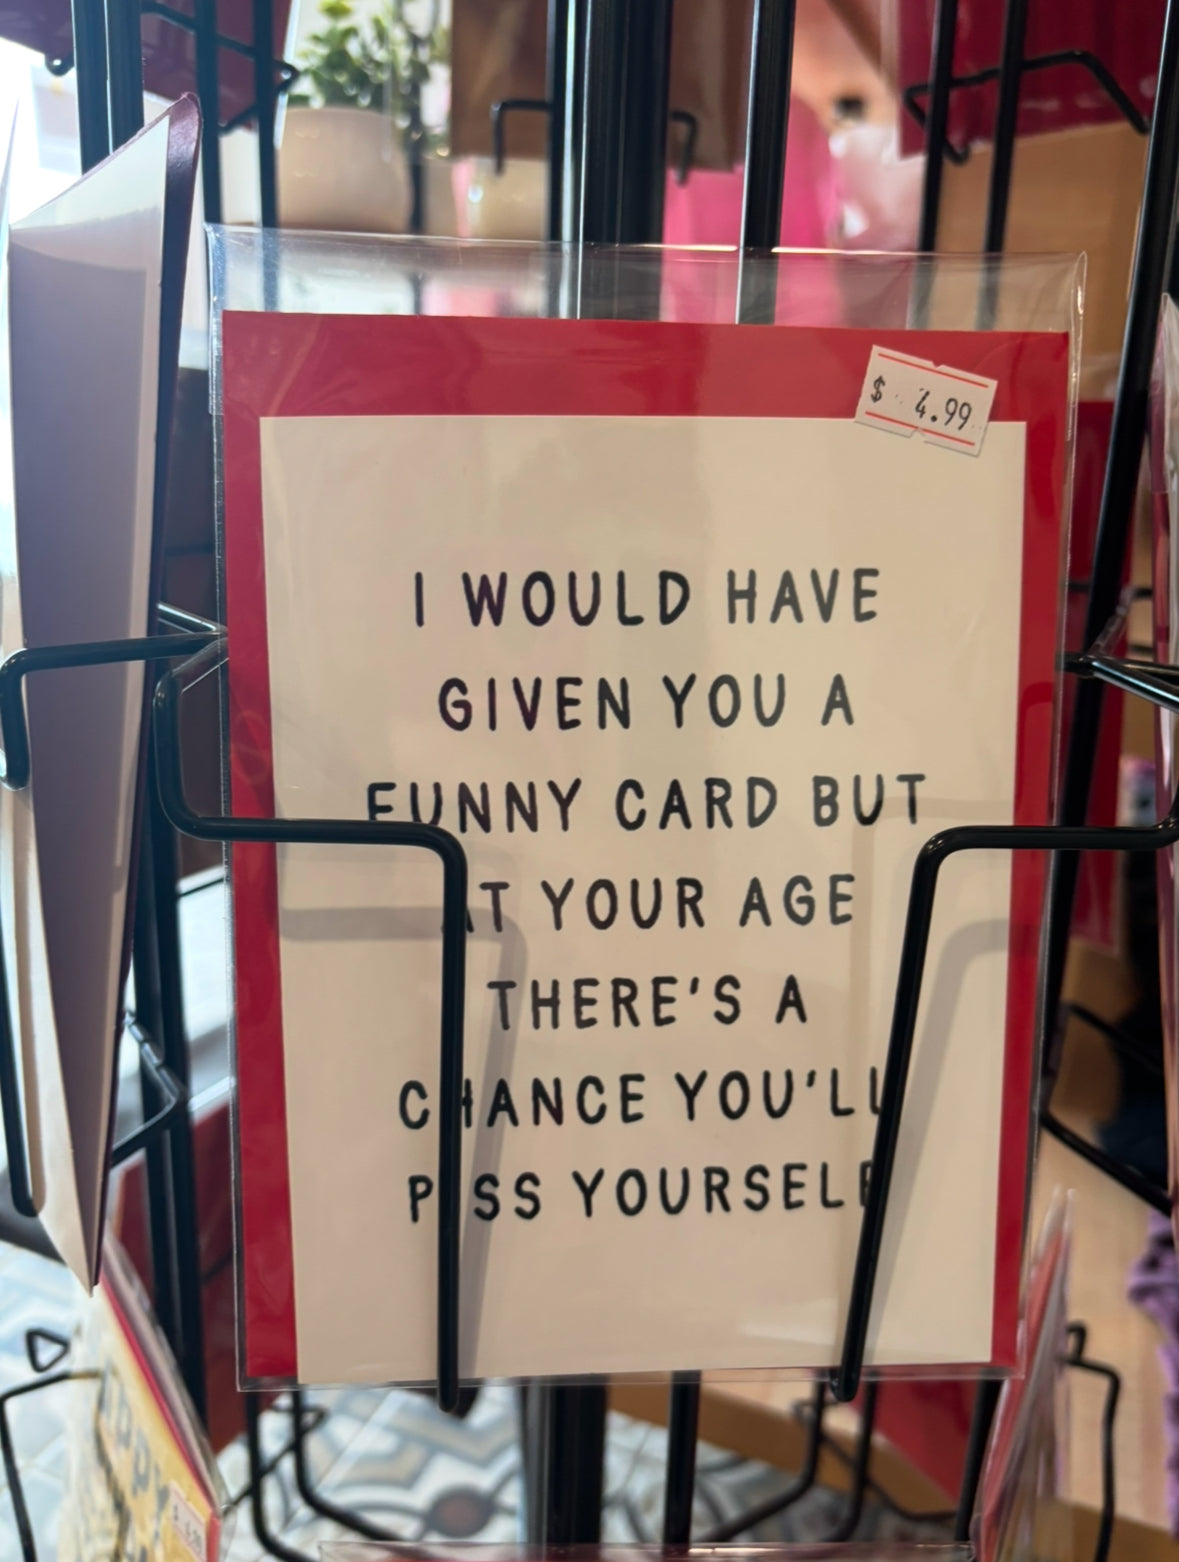 $ 4.99
I WOULD HAVE
GIVEN YOU A
FUNNY CARD BUT
AT YOUR AGE
THERE'S A
CHANCE YOU'LL
PISS YOURSELF